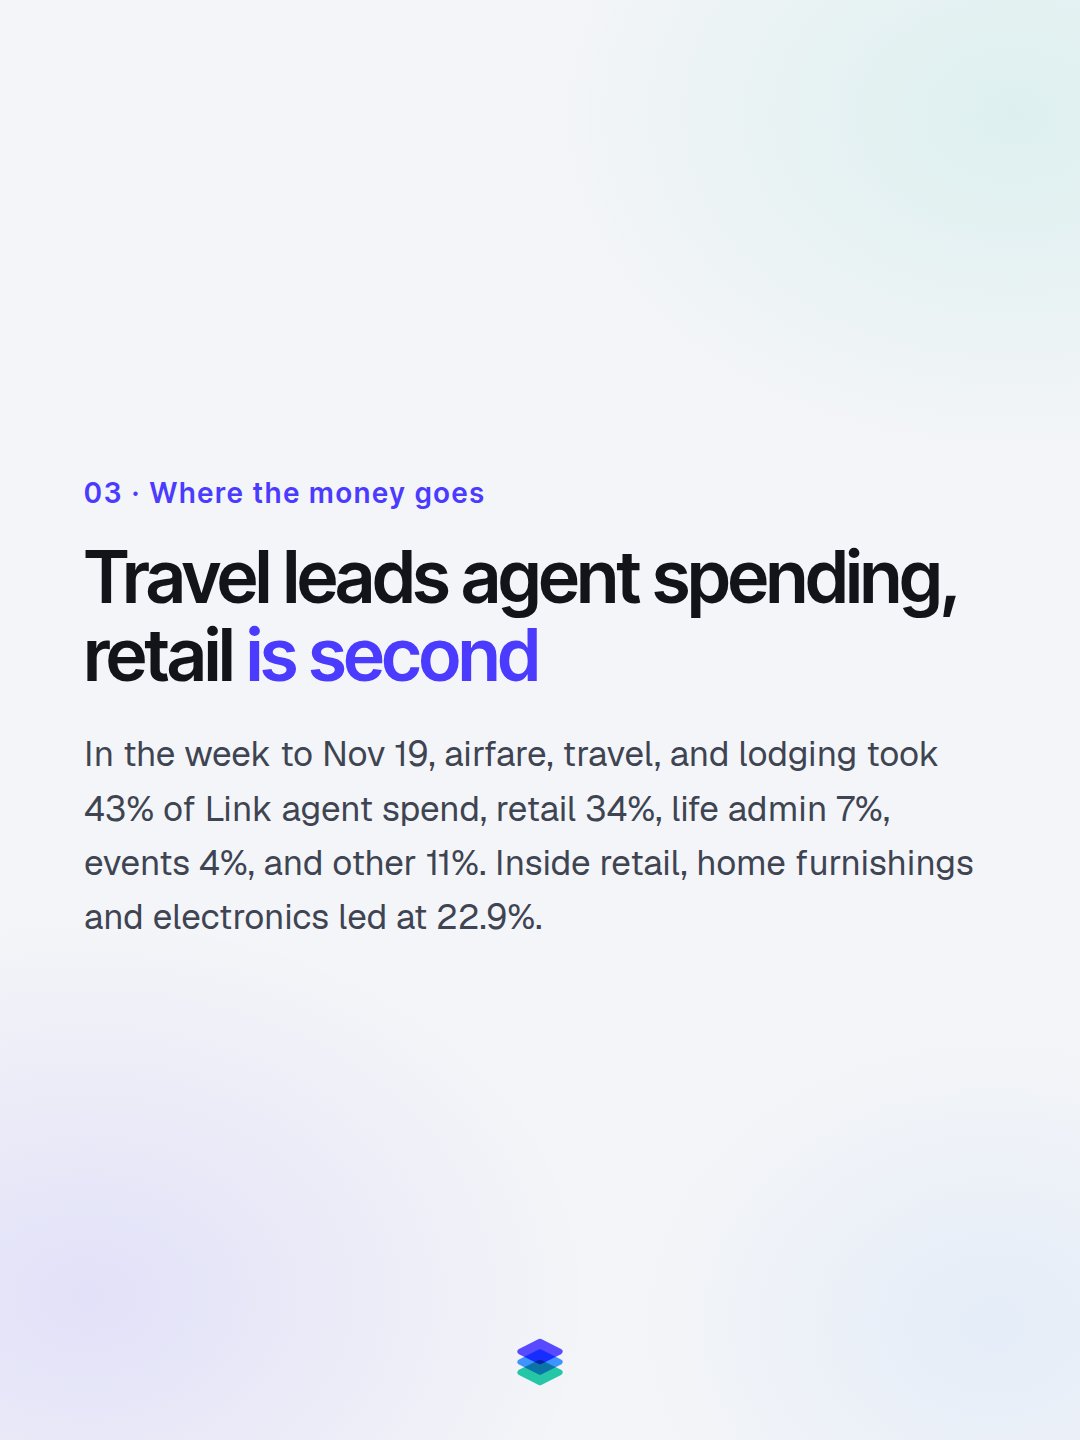 03 · Where the money goes
Travel leads agent spending,
retail is second
In the week to Nov 19, airfare, travel, and lodging took
43% of Link agent spend, retail 34%, life admin 7%,
events 4%, and other 11%. Inside retail, home furnishings
and electronics led at 22.9%.